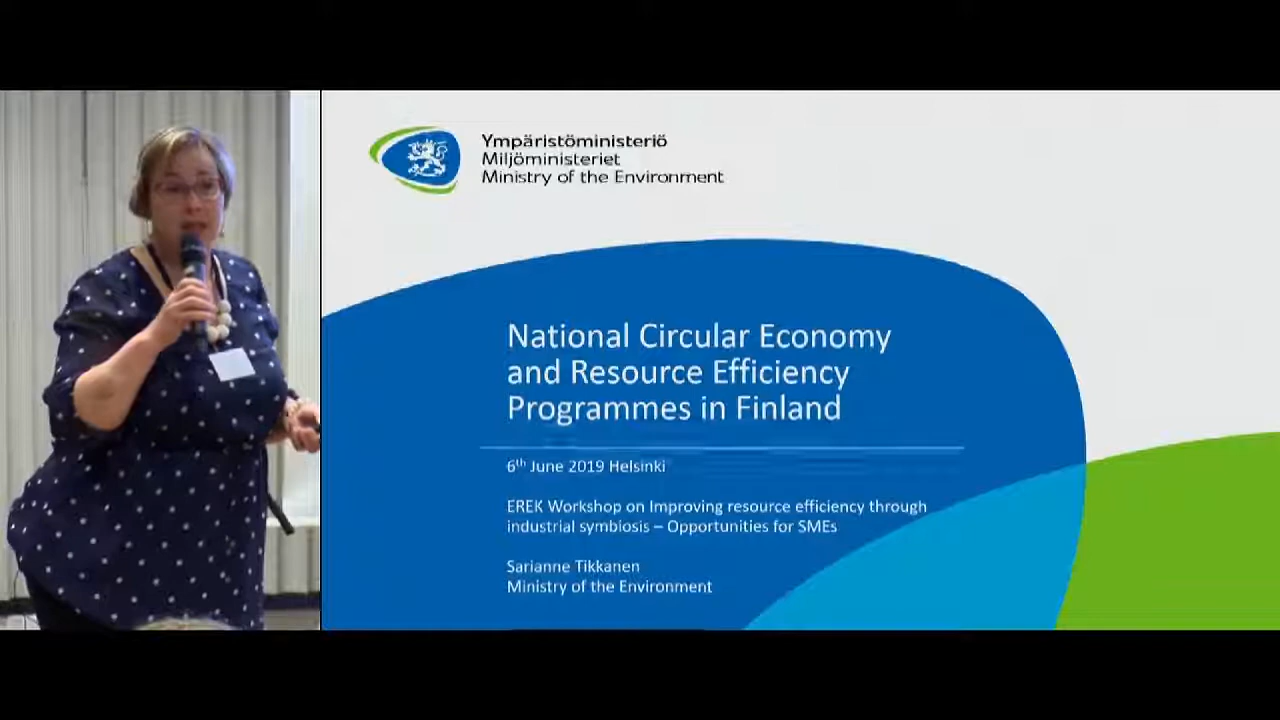 Ympäristöministeriö
Miljöministeriet
Ministry of the Environment
National Circular Economy
and Resource Efficiency
Programmes in Finland
6th June 2019 Helsinki
EREK Workshop on Improving resource efficiency through
industrial symbiosis – Opportunities for SMEs
Sarianne Tikkanen
Ministry of the Environment